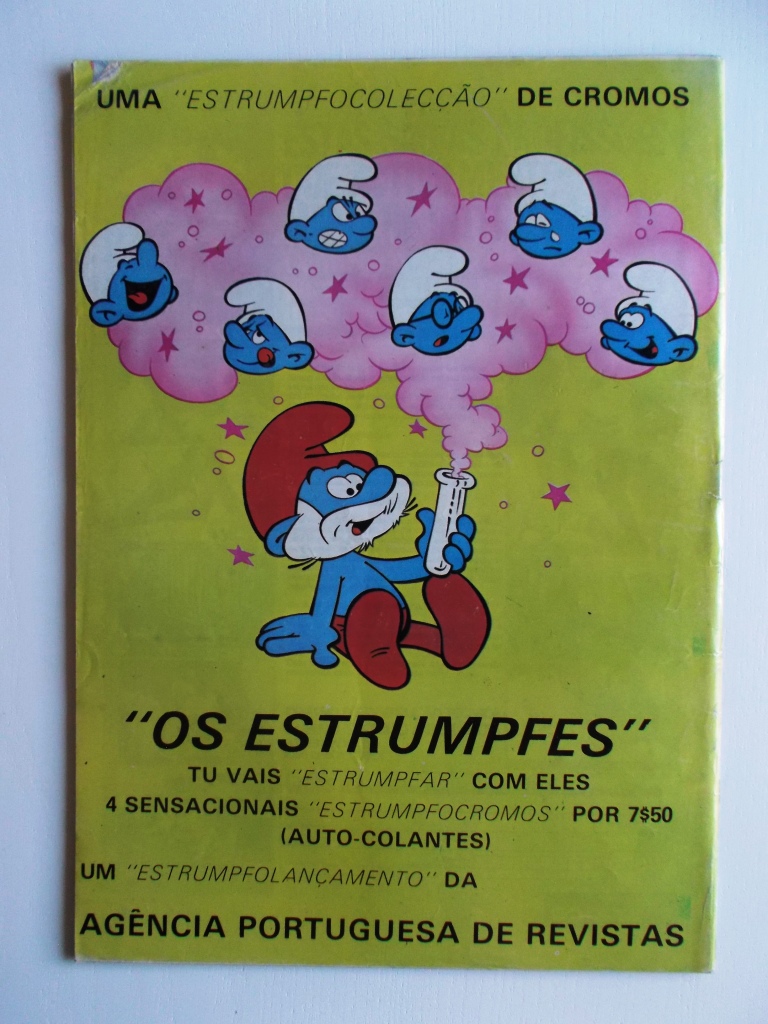 UMA "ESTRUMPFOCOLECÇÃO" DE CROMOS
"OS ESTRUMPFES"
TU VAIS "ESTRUMPFAR" COM ELES
4 SENSACIONAIS "ESTRUMPFOCROMOS" POR 7$50
(AUTO-COLANTES)
UM "ESTRUMPFOLANÇAMENTO" DA
AGÊNCIA PORTUGUESA DE REVISTAS